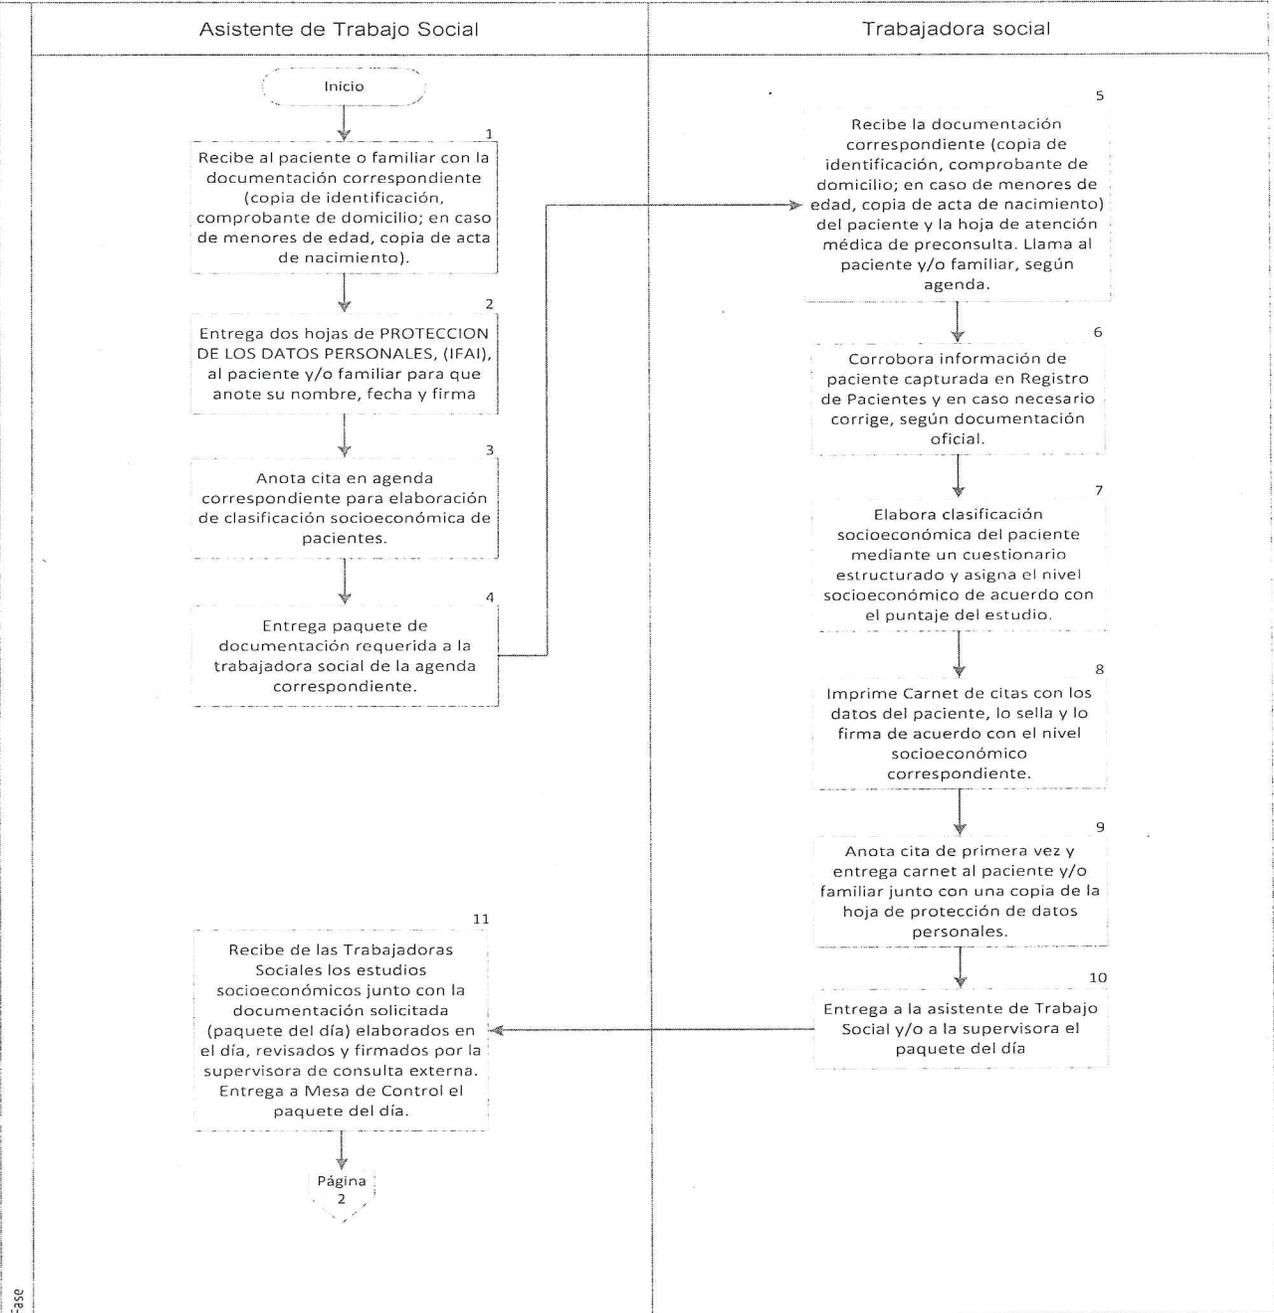 Asistente de Trabajo Social
Trabajadora social
Inicio
1
Recibe al paciente o familiar con la
documentación correspondiente
(copia de identificación,
comprobante de domicilio; en caso
de menores de edad, copia de acta
de nacimiento).
2
Entrega dos hojas de PROTECCION
DE LOS DATOS PERSONALES, (IFAI),
al paciente y/o familiar para que
anote su nombre, fecha y firma
3
Anota cita en agenda
correspondiente para elaboración
de clasificación socioeconómica de
pacientes.
4
Entrega paquete de
documentación requerida a la
trabajadora social de la agenda
correspondiente.
5
Recibe la documentación
correspondiente (copia de
identificación, comprobante de
domicilio; en caso de menores de
edad, copia de acta de nacimiento)
del paciente y la hoja de atención
médica de preconsulta. Llama al
paciente y/o familiar, según
agenda.
6
Corrobora información de
paciente capturada en Registro
de Pacientes y en caso necesario
corrige, según documentación
oficial.
7
Elabora clasificación
socioeconómica del paciente
mediante un cuestionario
estructurado y asigna el nivel
socioeconómico de acuerdo con
el puntaje del estudio.
8
Imprime Carnet de citas con los
datos del paciente, lo sella y lo
firma de acuerdo con el nivel
socioeconómico
correspondiente.
9
Anota cita de primera vez y
entrega carnet al paciente y/o
familiar junto con una copia de la
hoja de protección de datos
personales.
10
Entrega a la asistente de Trabajo
Social y/o a la supervisora el
paquete del día
11
Recibe de las Trabajadoras
Sociales los estudios
socioeconómicos junto con la
documentación solicitada
(paquete del día) elaborados en
el día, revisados y firmados por la
supervisora de consulta externa.
Entrega a Mesa de Control el
paquete del día.
Página
2
Fase